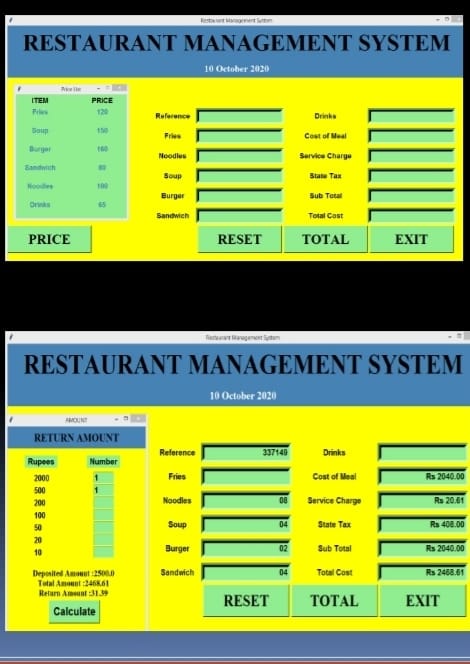 Restaurant Management System
RESTAURANT MANAGEMENT SYSTEM
10 October 2020
Price List
ITEM PRICE
Fries 120
Soup 150
Burger 160
Sandwich 80
Noodles 180
Drinks 65
PRICE
Reference Drinks
Fries Cost of Meal
Noodles Service Charge
Soup State Tax
Burger Sub Total
Sandwich Total Cost
RESET TOTAL EXIT
Restaurant Management System
RESTAURANT MANAGEMENT SYSTEM
10 October 2020
AMOUNT
RETURN AMOUNT
Rupees Number
2000 1
500 1
200
100
50
20
10
Deposited Amount :2500.0
Total Amount :2468.61
Return Amount :31.39
Calculate
Reference 337149 Drinks
Fries Cost of Meal Rs 2040.00
Noodles 08 Service Charge Rs 20.61
Soup 04 State Tax Rs 408.00
Burger 02 Sub Total Rs 2040.00
Sandwich 04 Total Cost Rs 2468.61
RESET TOTAL EXIT